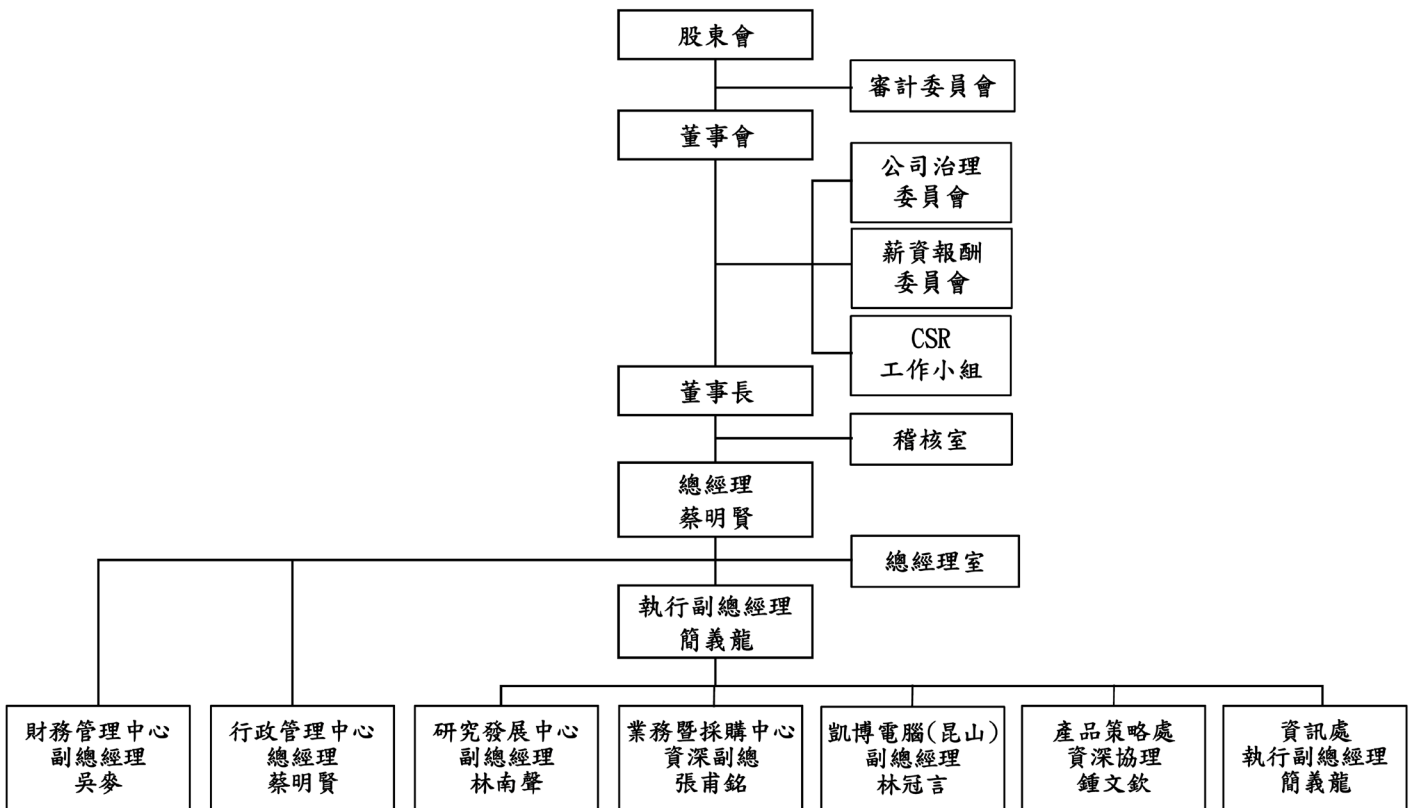 股東會
審計委員會
董事會
公司治理
委員會
薪資報酬
委員會
CSR
工作小組
董事長
稽核室
總經理
蔡明賢
總經理室
執行副總經理
簡義龍
財務管理中心
副總經理
吳麥
行政管理中心
總經理
蔡明賢
研究發展中心
副總經理
林南聲
業務暨採購中心
資深副總
張甫銘
凱博電腦(昆山)
副總經理
林冠言
產品策略處
資深協理
鍾文欽
資訊處
執行副總經理
簡義龍